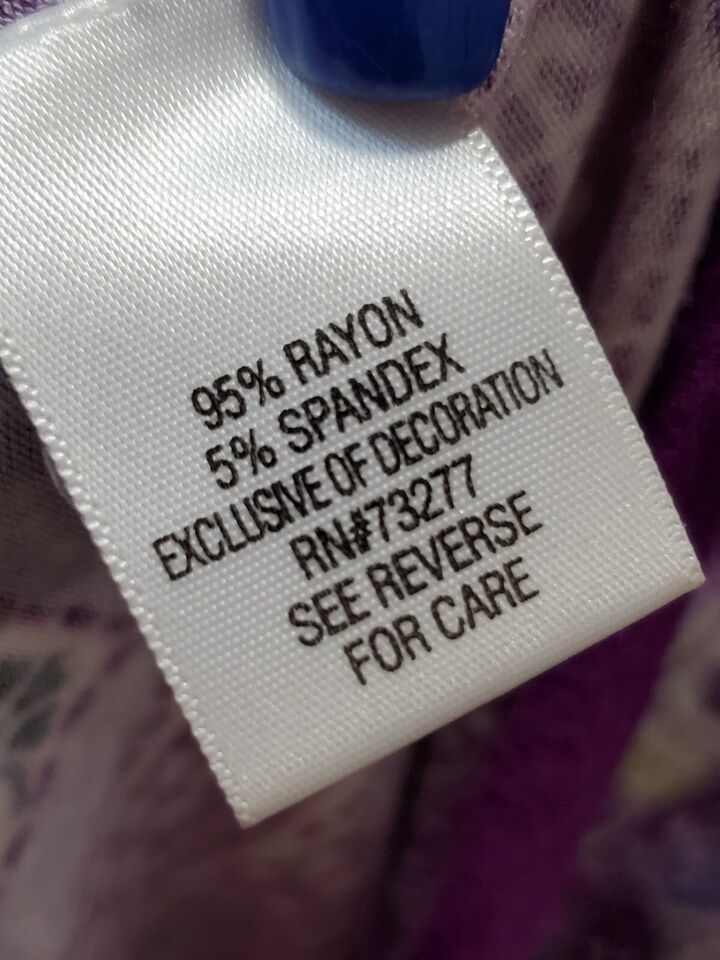 95% RAYON
5% SPANDEX
EXCLUSIVE OF DECORATION
RN#73277
SEE REVERSE
FOR CARE